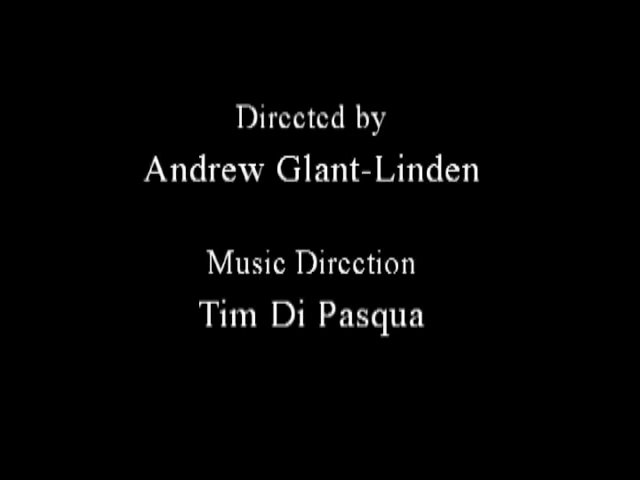 Directed by
Andrew Glant-Linden
Music Direction
Tim Di Pasqua